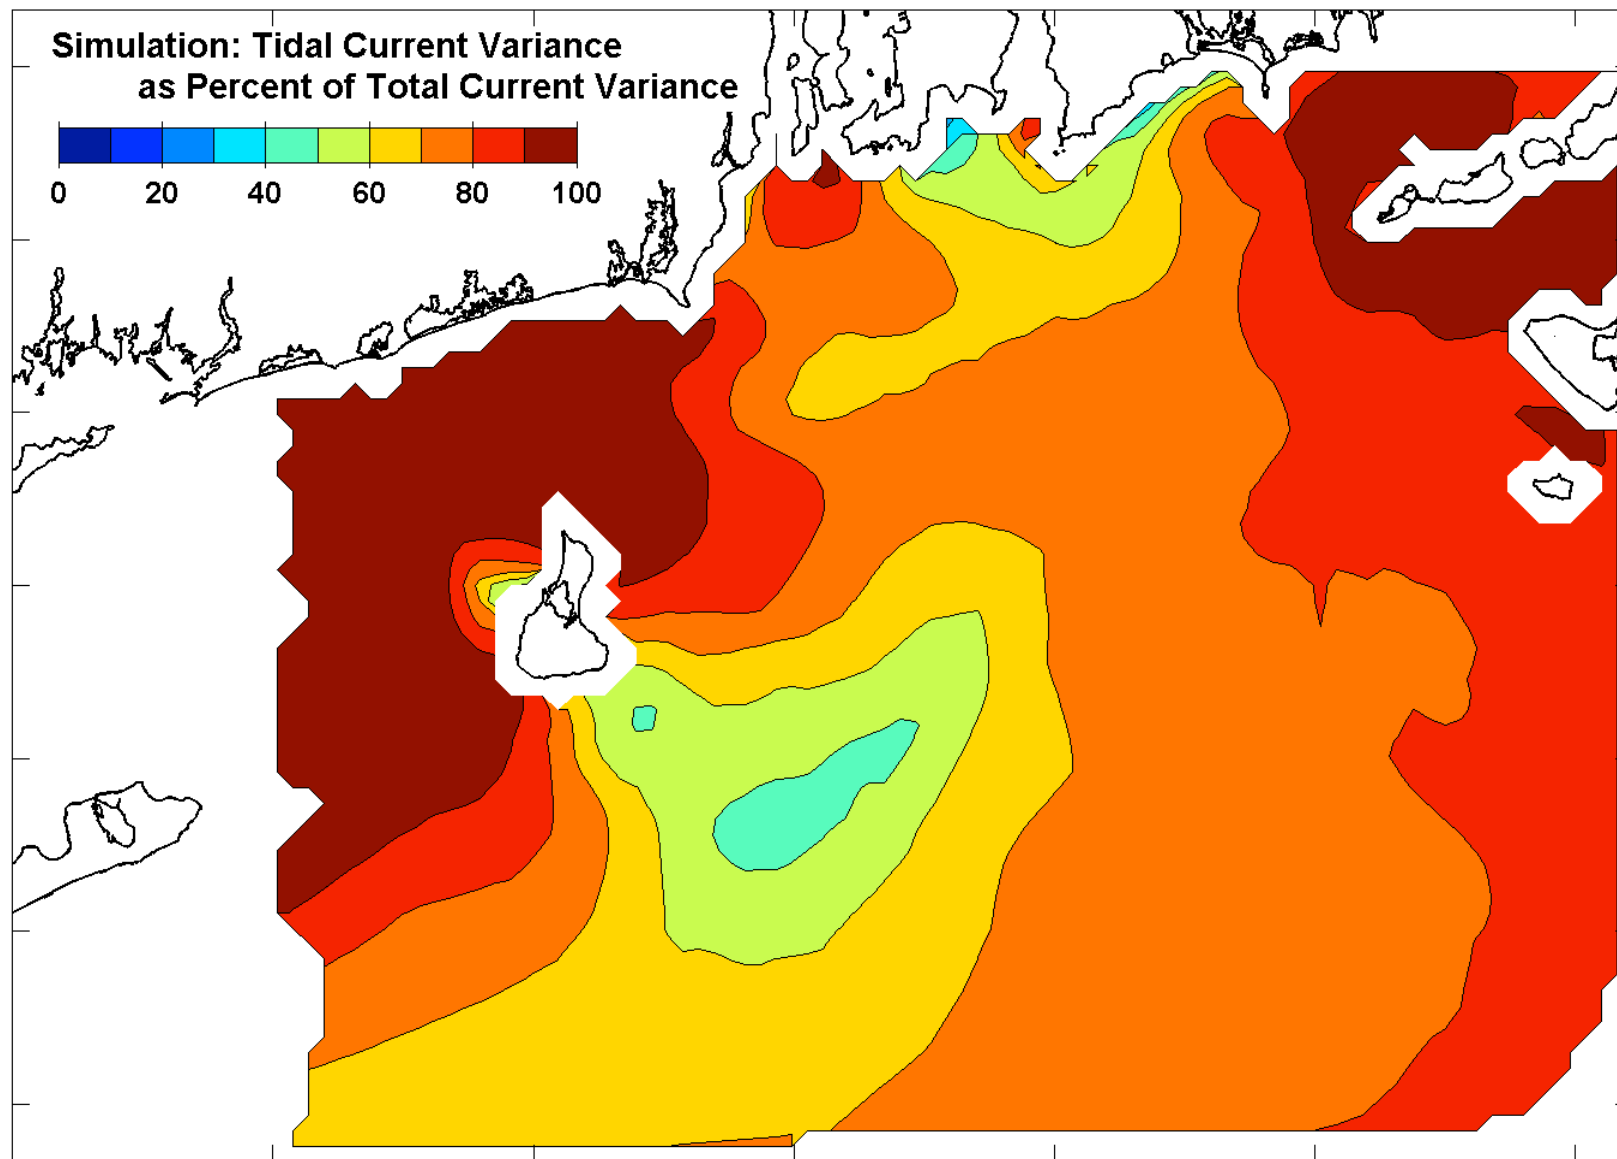 Simulation: Tidal Current Variance
as Percent of Total Current Variance
0 20 40 60 80 100